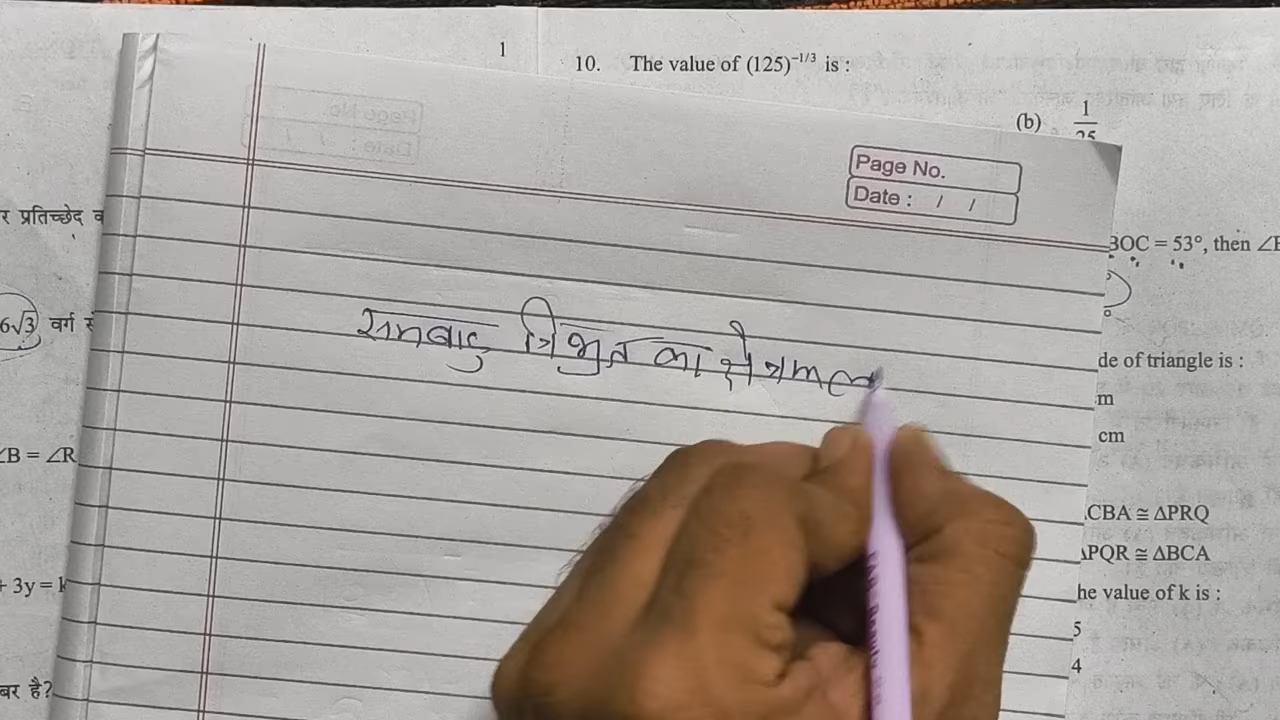 1
10. The value of (125)⁻¹/³ is :
(b) 1/25
Page No.
Date : / /
र प्रतिच्छेद व
BOC = 53°, then ∠
6√3 वर्ग से
समबाहु त्रिभुज का क्षेत्रफल
de of triangle is :
m
cm
∠B = ∠R
CBA ≅ ΔPRQ
ΔPQR ≅ ΔBCA
+ 3y = k
he value of k is :
5
4
बर है?